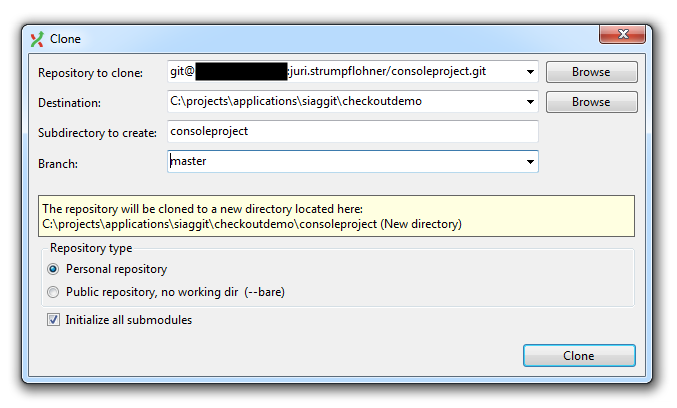 Clone
Repository to clone: git@ :juri.strumpflohner/consoleproject.git Browse
Destination: C:\projects\applications\siaggit\checkoutdemo Browse
Subdirectory to create: consoleproject
Branch: master
The repository will be cloned to a new directory located here:
C:\projects\applications\siaggit\checkoutdemo\consoleproject (New directory)
Repository type
Personal repository
Public repository, no working dir (--bare)
Initialize all submodules
Clone